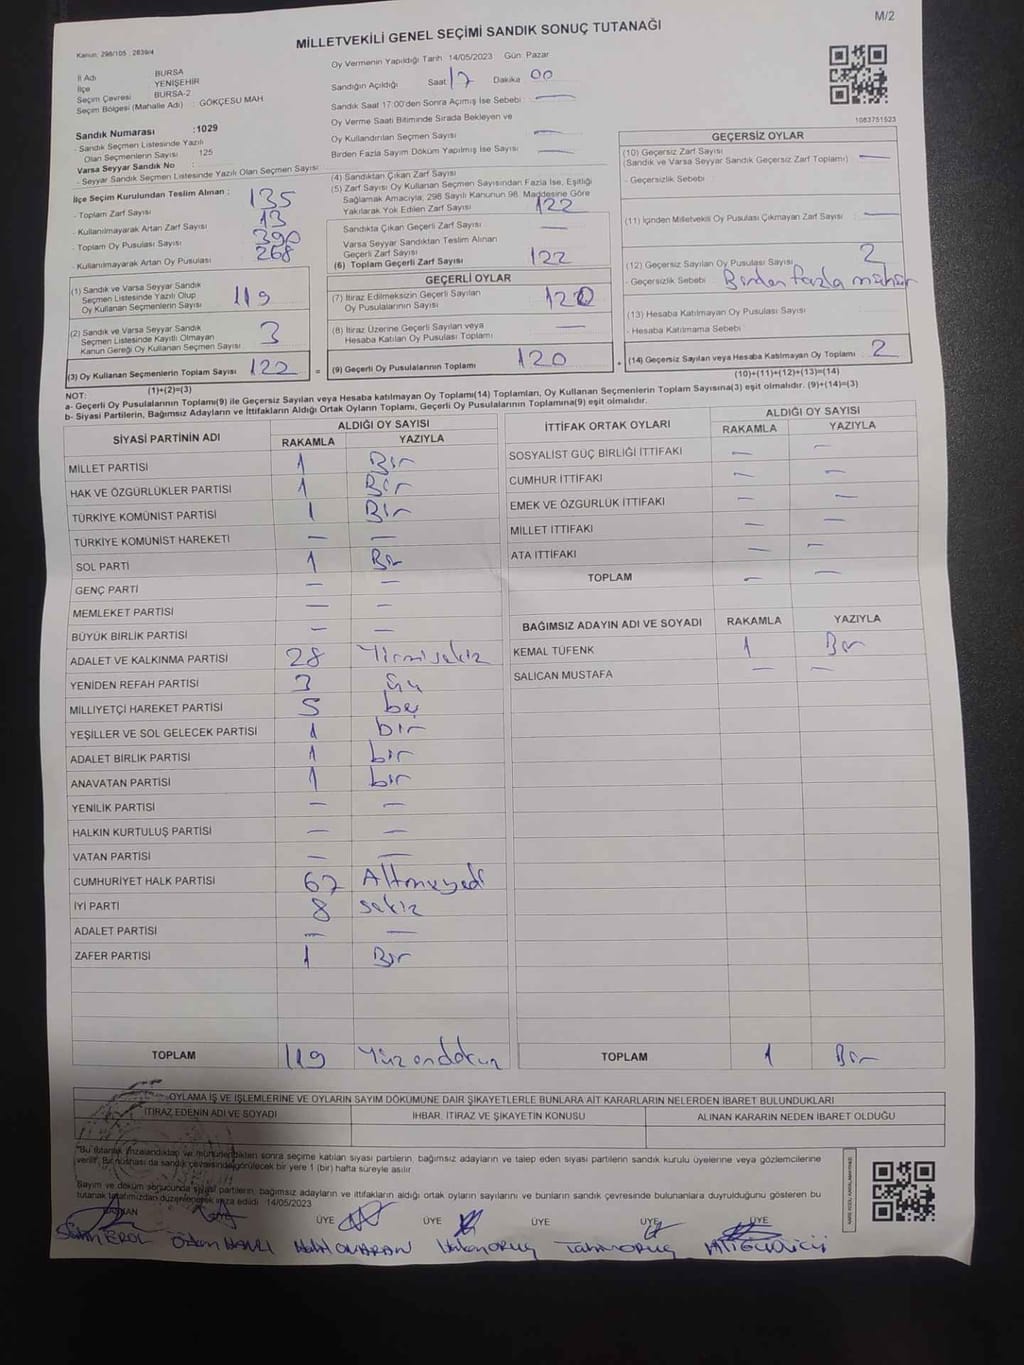 M/2
MİLLETVEKİLİ GENEL SEÇİMİ SANDIK SONUÇ TUTANAĞI
Kanun: 298/105 , 2839/4
İl Adı BURSA
İlçe YENİŞEHİR
Seçim Çevresi BURSA-2
Seçim Bölgesi (Mahalle Adı) : GÖKÇESU MAH
Sandık Numarası :1029
- Sandık Seçmen Listesinde Yazılı
Olan Seçmenlerin Sayısı 125
Varsa Seyyar Sandık No :
- Seyyar Sandık Seçmen Listesinde Yazılı Olan Seçmen Sayısı
İlçe Seçim Kurulundan Teslim Alınan :
- Toplam Zarf Sayısı 135
- Kullanılmayarak Artan Zarf Sayısı 13
- Toplam Oy Pusulası Sayısı 390
- Kullanılmayarak Artan Oy Pusulası 268
(1) Sandık ve Varsa Seyyar Sandık
Seçmen Listesinde Yazılı Olup
Oy Kullanan Seçmenlerin Sayısı 119
(2) Sandık ve Varsa Seyyar Sandık
Seçmen Listesinde Kayıtlı Olmayan
Kanun Gereği Oy Kullanan Seçmen Sayısı 3
(3) Oy Kullanan Seçmenlerin Toplam Sayısı 122 =
(1)+(2)=(3)
Oy Vermenin Yapıldığı Tarih 14/05/2023 Gün: Pazar
Sandığın Açıldığı Saat 17 Dakika 00
Sandık Saat 17:00'den Sonra Açımış İse Sebebi : —
Oy Verme Saati Bitiminde Sırada Bekleyen ve
Oy Kullandırılan Seçmen Sayısı —
Birden Fazla Sayım Döküm Yapılmış İse Sayısı : —
(4) Sandıktan Çıkan Zarf Sayısı
(5) Zarf Sayısı Oy Kullanan Seçmen Sayısından Fazla İse, Eşitliği
Sağlamak Amacıyla, 298 Sayılı Kanunun 98. Maddesine Göre
Yakılarak Yok Edilen Zarf Sayısı 122
Sandıkta Çıkan Geçerli Zarf Sayısı —
Varsa Seyyar Sandıktan Teslim Alınan
Geçerli Zarf Sayısı
(6) Toplam Geçerli Zarf Sayısı 122
GEÇERLİ OYLAR
(7) İtiraz Edilmeksizin Geçerli Sayılan
Oy Pusulalarının Sayısı 120
(8) İtiraz Üzerine Geçerli Sayılan veya
Hesaba Katılan Oy Pusulası Toplamı —
(9) Geçerli Oy Pusulalarının Toplamı 120 +
1083751523
GEÇERSİZ OYLAR
(10) Geçersiz Zarf Sayısı
(Sandık ve Varsa Seyyar Sandık Geçersiz Zarf Toplamı) —
- Geçersizlik Sebebi :
(11) İçinden Milletvekili Oy Pusulası Çıkmayan Zarf Sayısı : —
(12) Geçersiz Sayılan Oy Pusulası Sayısı : 2
- Geçersizlik Sebebi : Birden fazla mühür
(13) Hesaba Katılmayan Oy Pusulası Sayısı :
- Hesaba Katılmama Sebebi :
(14) Geçersiz Sayılan veya Hesaba Katılmayan Oy Toplamı : 2
(10)+(11)+(12)+(13)=(14)
NOT:
a- Geçerli Oy Pusulalarının Toplamı(9) ile Geçersiz Sayılan veya Hesaba katılmayan Oy Toplamı(14) Toplamları, Oy Kullanan Seçmenlerin Toplam Sayısına(3) eşit olmalıdır. (9)+(14)=(3)
b- Siyasi Partilerin, Bağımsız Adayların ve İttifakların Aldığı Ortak Oyların Toplamı, Geçerli Oy Pusulalarının Toplamına(9) eşit olmalıdır.
SİYASİ PARTİNİN ADI ALDIĞI OY SAYISI
RAKAMLA YAZIYLA
MİLLET PARTİSİ 1 Bir
HAK VE ÖZGÜRLÜKLER PARTİSİ 1 Bir
TÜRKİYE KOMÜNİST PARTİSİ 1 Bir
TÜRKİYE KOMÜNİST HAREKETİ — —
SOL PARTİ 1 Bir
GENÇ PARTİ — —
MEMLEKET PARTİSİ — —
BÜYÜK BİRLİK PARTİSİ — —
ADALET VE KALKINMA PARTİSİ 28 Yirmisekiz
YENİDEN REFAH PARTİSİ 3 üç
MİLLİYETÇİ HAREKET PARTİSİ 5 beş
YEŞİLLER VE SOL GELECEK PARTİSİ 1 bir
ADALET BİRLİK PARTİSİ 1 bir
ANAVATAN PARTİSİ 1 bir
YENİLİK PARTİSİ — —
HALKIN KURTULUŞ PARTİSİ — —
VATAN PARTİSİ — —
CUMHURİYET HALK PARTİSİ 67 Altmışyedi
İYİ PARTİ 8 sekiz
ADALET PARTİSİ — —
ZAFER PARTİSİ 1 Bir
TOPLAM 119 Yüzondokuz
İTTİFAK ORTAK OYLARI ALDIĞI OY SAYISI
RAKAMLA YAZIYLA
SOSYALİST GÜÇ BİRLİĞİ İTTİFAKI — —
CUMHUR İTTİFAKI — —
EMEK VE ÖZGÜRLÜK İTTİFAKI — —
MİLLET İTTİFAKI — —
ATA İTTİFAKI — —
TOPLAM — —
BAĞIMSIZ ADAYIN ADI VE SOYADI RAKAMLA YAZIYLA
KEMAL TÜFENK 1 Bir
SALİCAN MUSTAFA — —
TOPLAM 1 Bir
OYLAMA İŞ VE İŞLEMLERİNE VE OYLARIN SAYIM DÖKÜMÜNE DAİR ŞİKAYETLERLE BUNLARA AİT KARARLARIN NELERDEN İBARET BULUNDUKLARI
İTİRAZ EDENİN ADI VE SOYADI İHBAR, İTİRAZ VE ŞİKAYETİN KONUSU ALINAN KARARIN NEDEN İBARET OLDUĞU
"Bu tutanak imzalandıktan ve mühürlendikten sonra seçime katılan siyasi partilerin, bağımsız adayların ve talep eden siyasi partilerin sandık kurulu üyelerine veya gözlemcilerine
verilir. Bir nüshası da sandık çevresinde görülecek bir yere 1 (bir) hafta süreyle asılır.
Sayım ve döküm sonucunda siyasi partilerin, bağımsız adayların ve ittifakların aldığı ortak oyların sayılarını ve bunların sandık çevresinde bulunanlara duyrulduğunu gösteren bu
tutanak tarafımızdan düzenlenerek imza edildi. 14/05/2023
BAŞKAN ÜYE ÜYE ÜYE ÜYE ÜYE
EROL Özden Halil ORUÇ Tahir ORUÇ